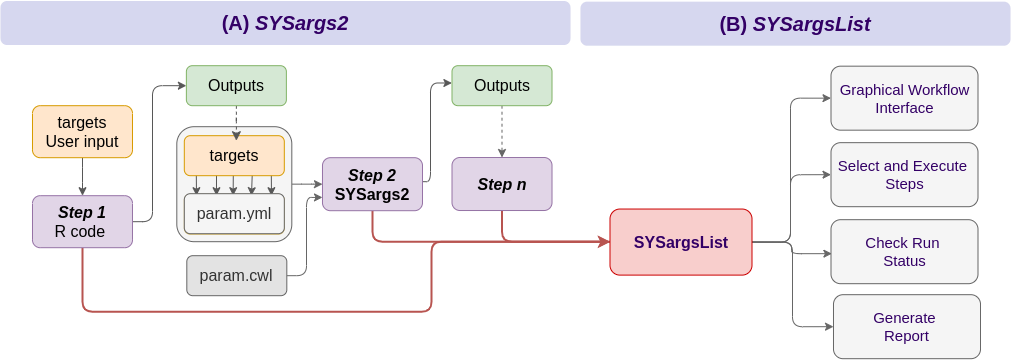 (A) SYSargs2
(B) SYSargsList
targets
User input
Step 1
R code
Outputs
targets
param.yml
param.cwl
Step 2
SYSargs2
Outputs
Step n
SYSargsList
Graphical Workflow
Interface
Select and Execute
Steps
Check Run
Status
Generate
Report